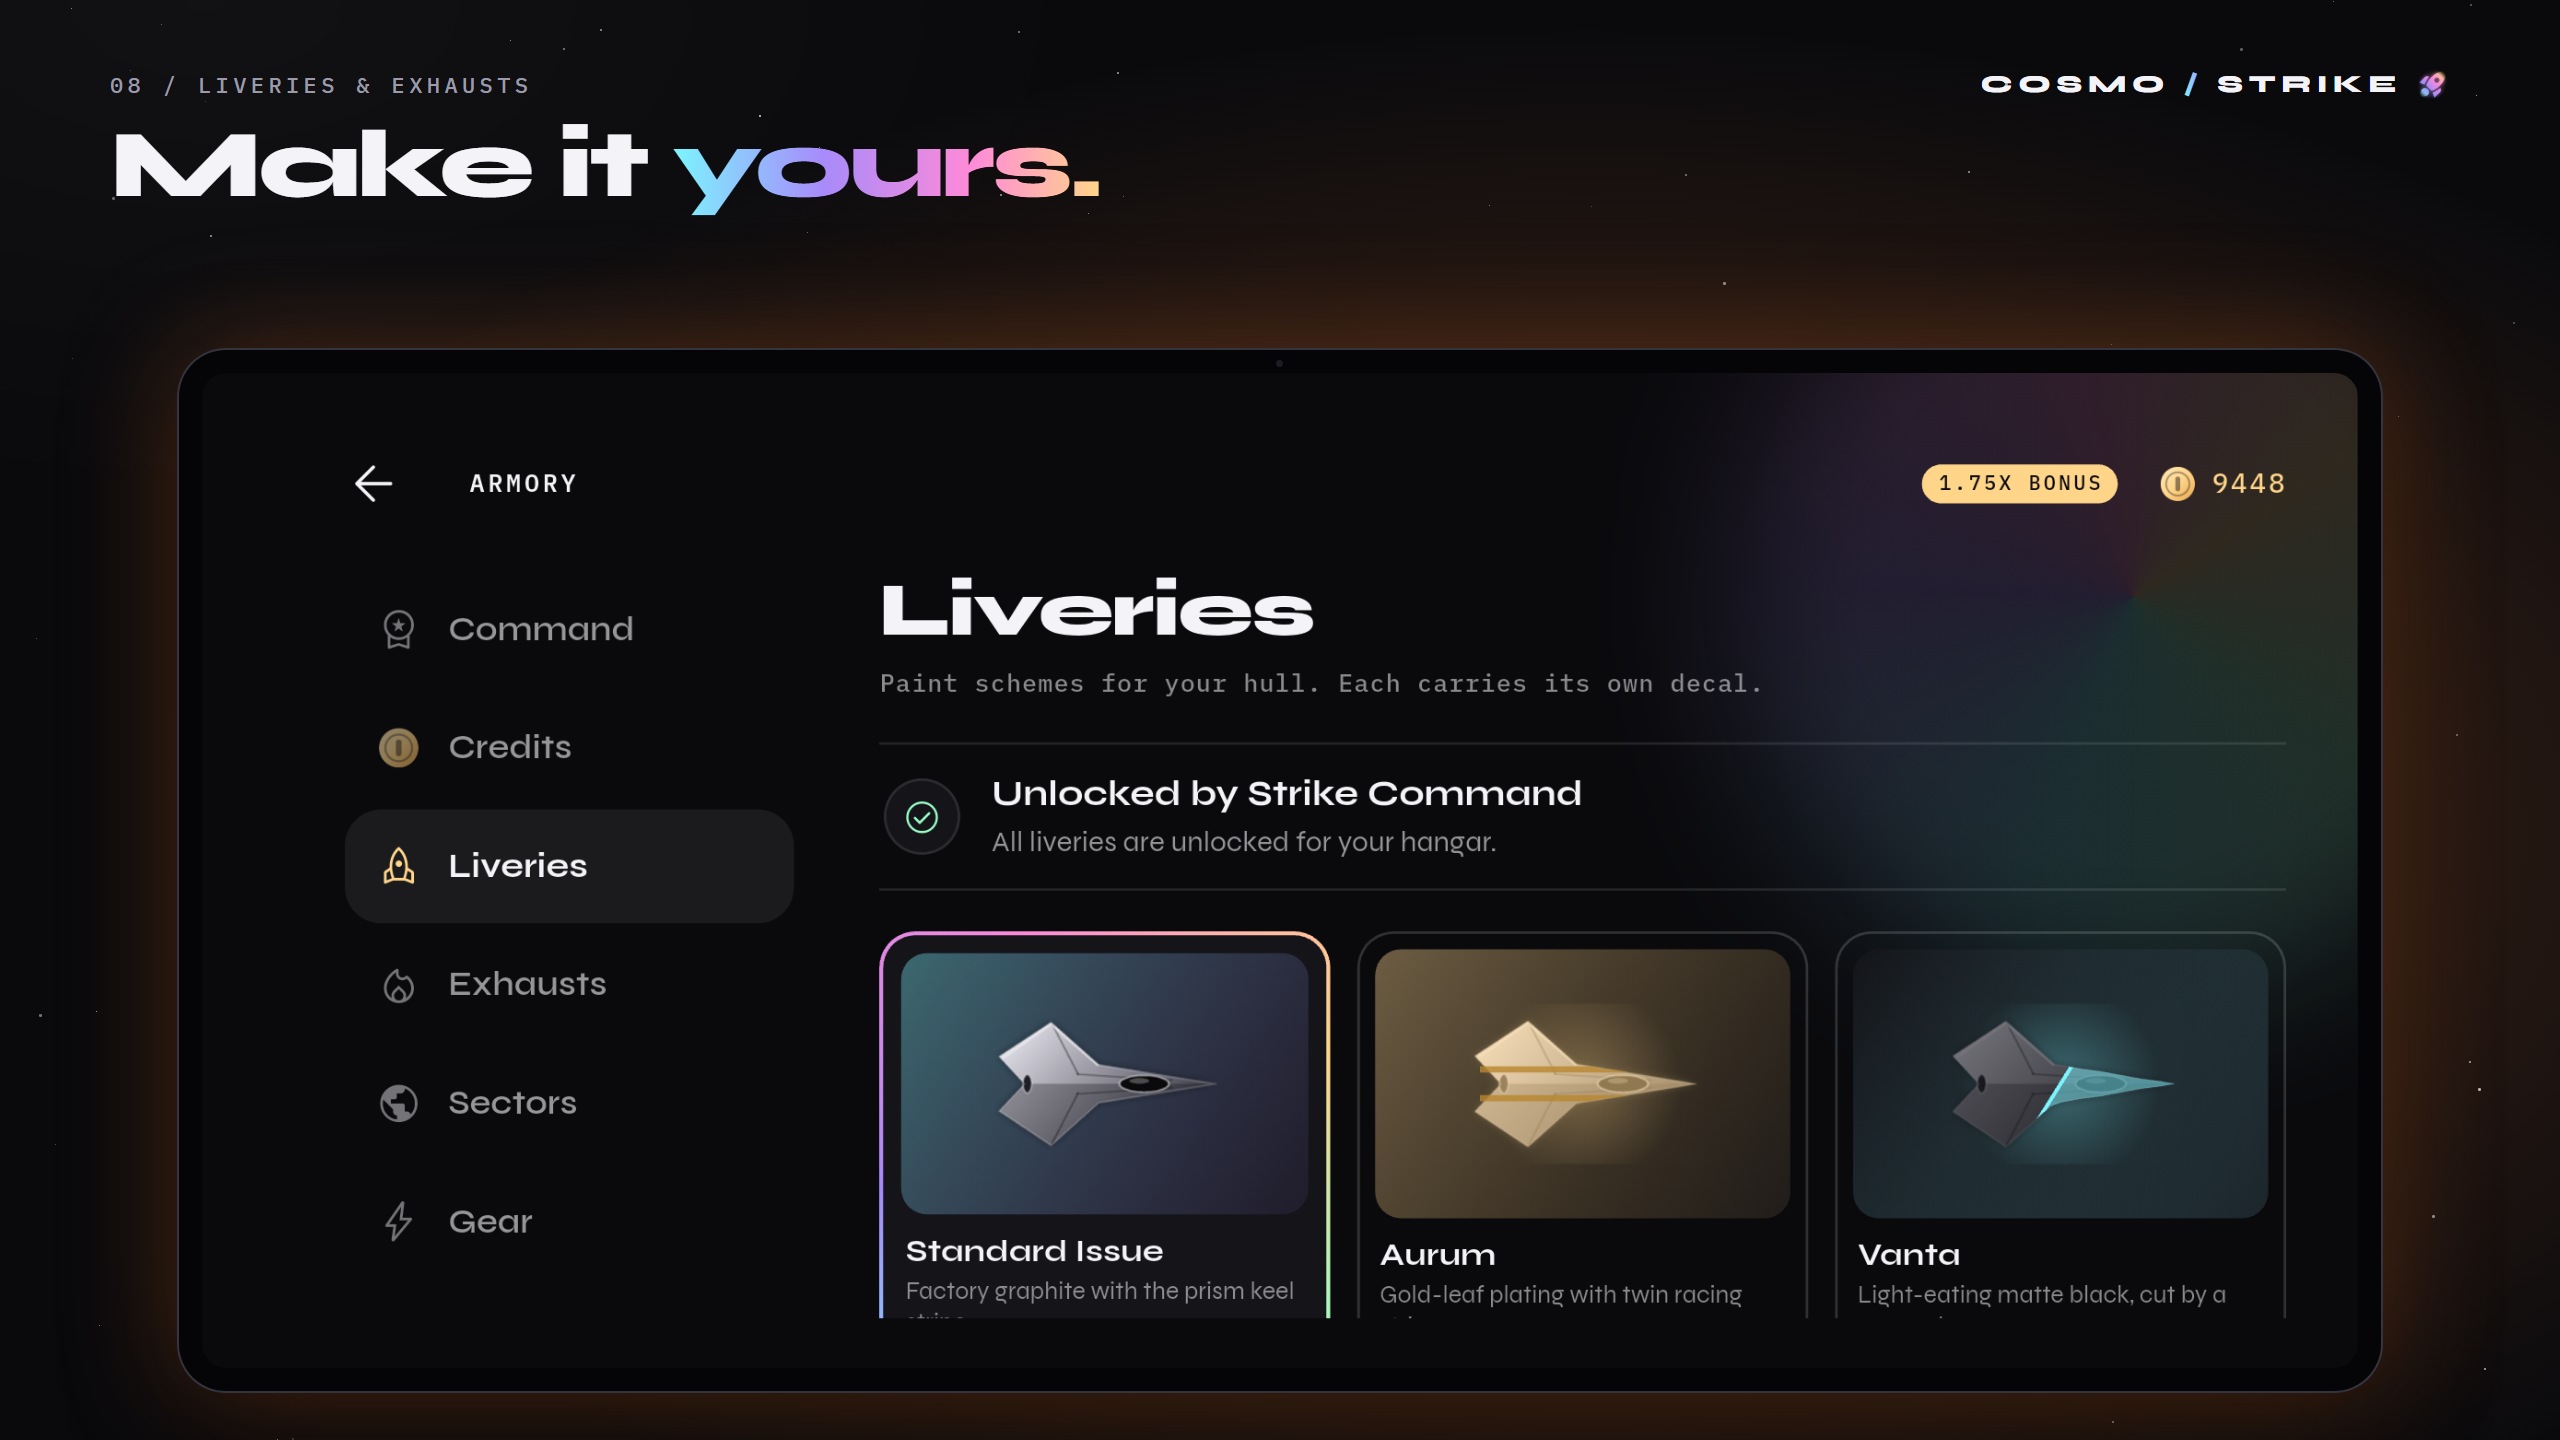 08 / LIVERIES & EXHAUSTS
COSMO / STRIKE
Make it yours.
ARMORY
1.75X BONUS
9448
Command
Credits
Liveries
Exhausts
Sectors
Gear
Liveries
Paint schemes for your hull. Each carries its own decal.
Unlocked by Strike Command
All liveries are unlocked for your hangar.
Standard Issue
Factory graphite with the prism keel
Aurum
Gold-leaf plating with twin racing
Vanta
Light-eating matte black, cut by a